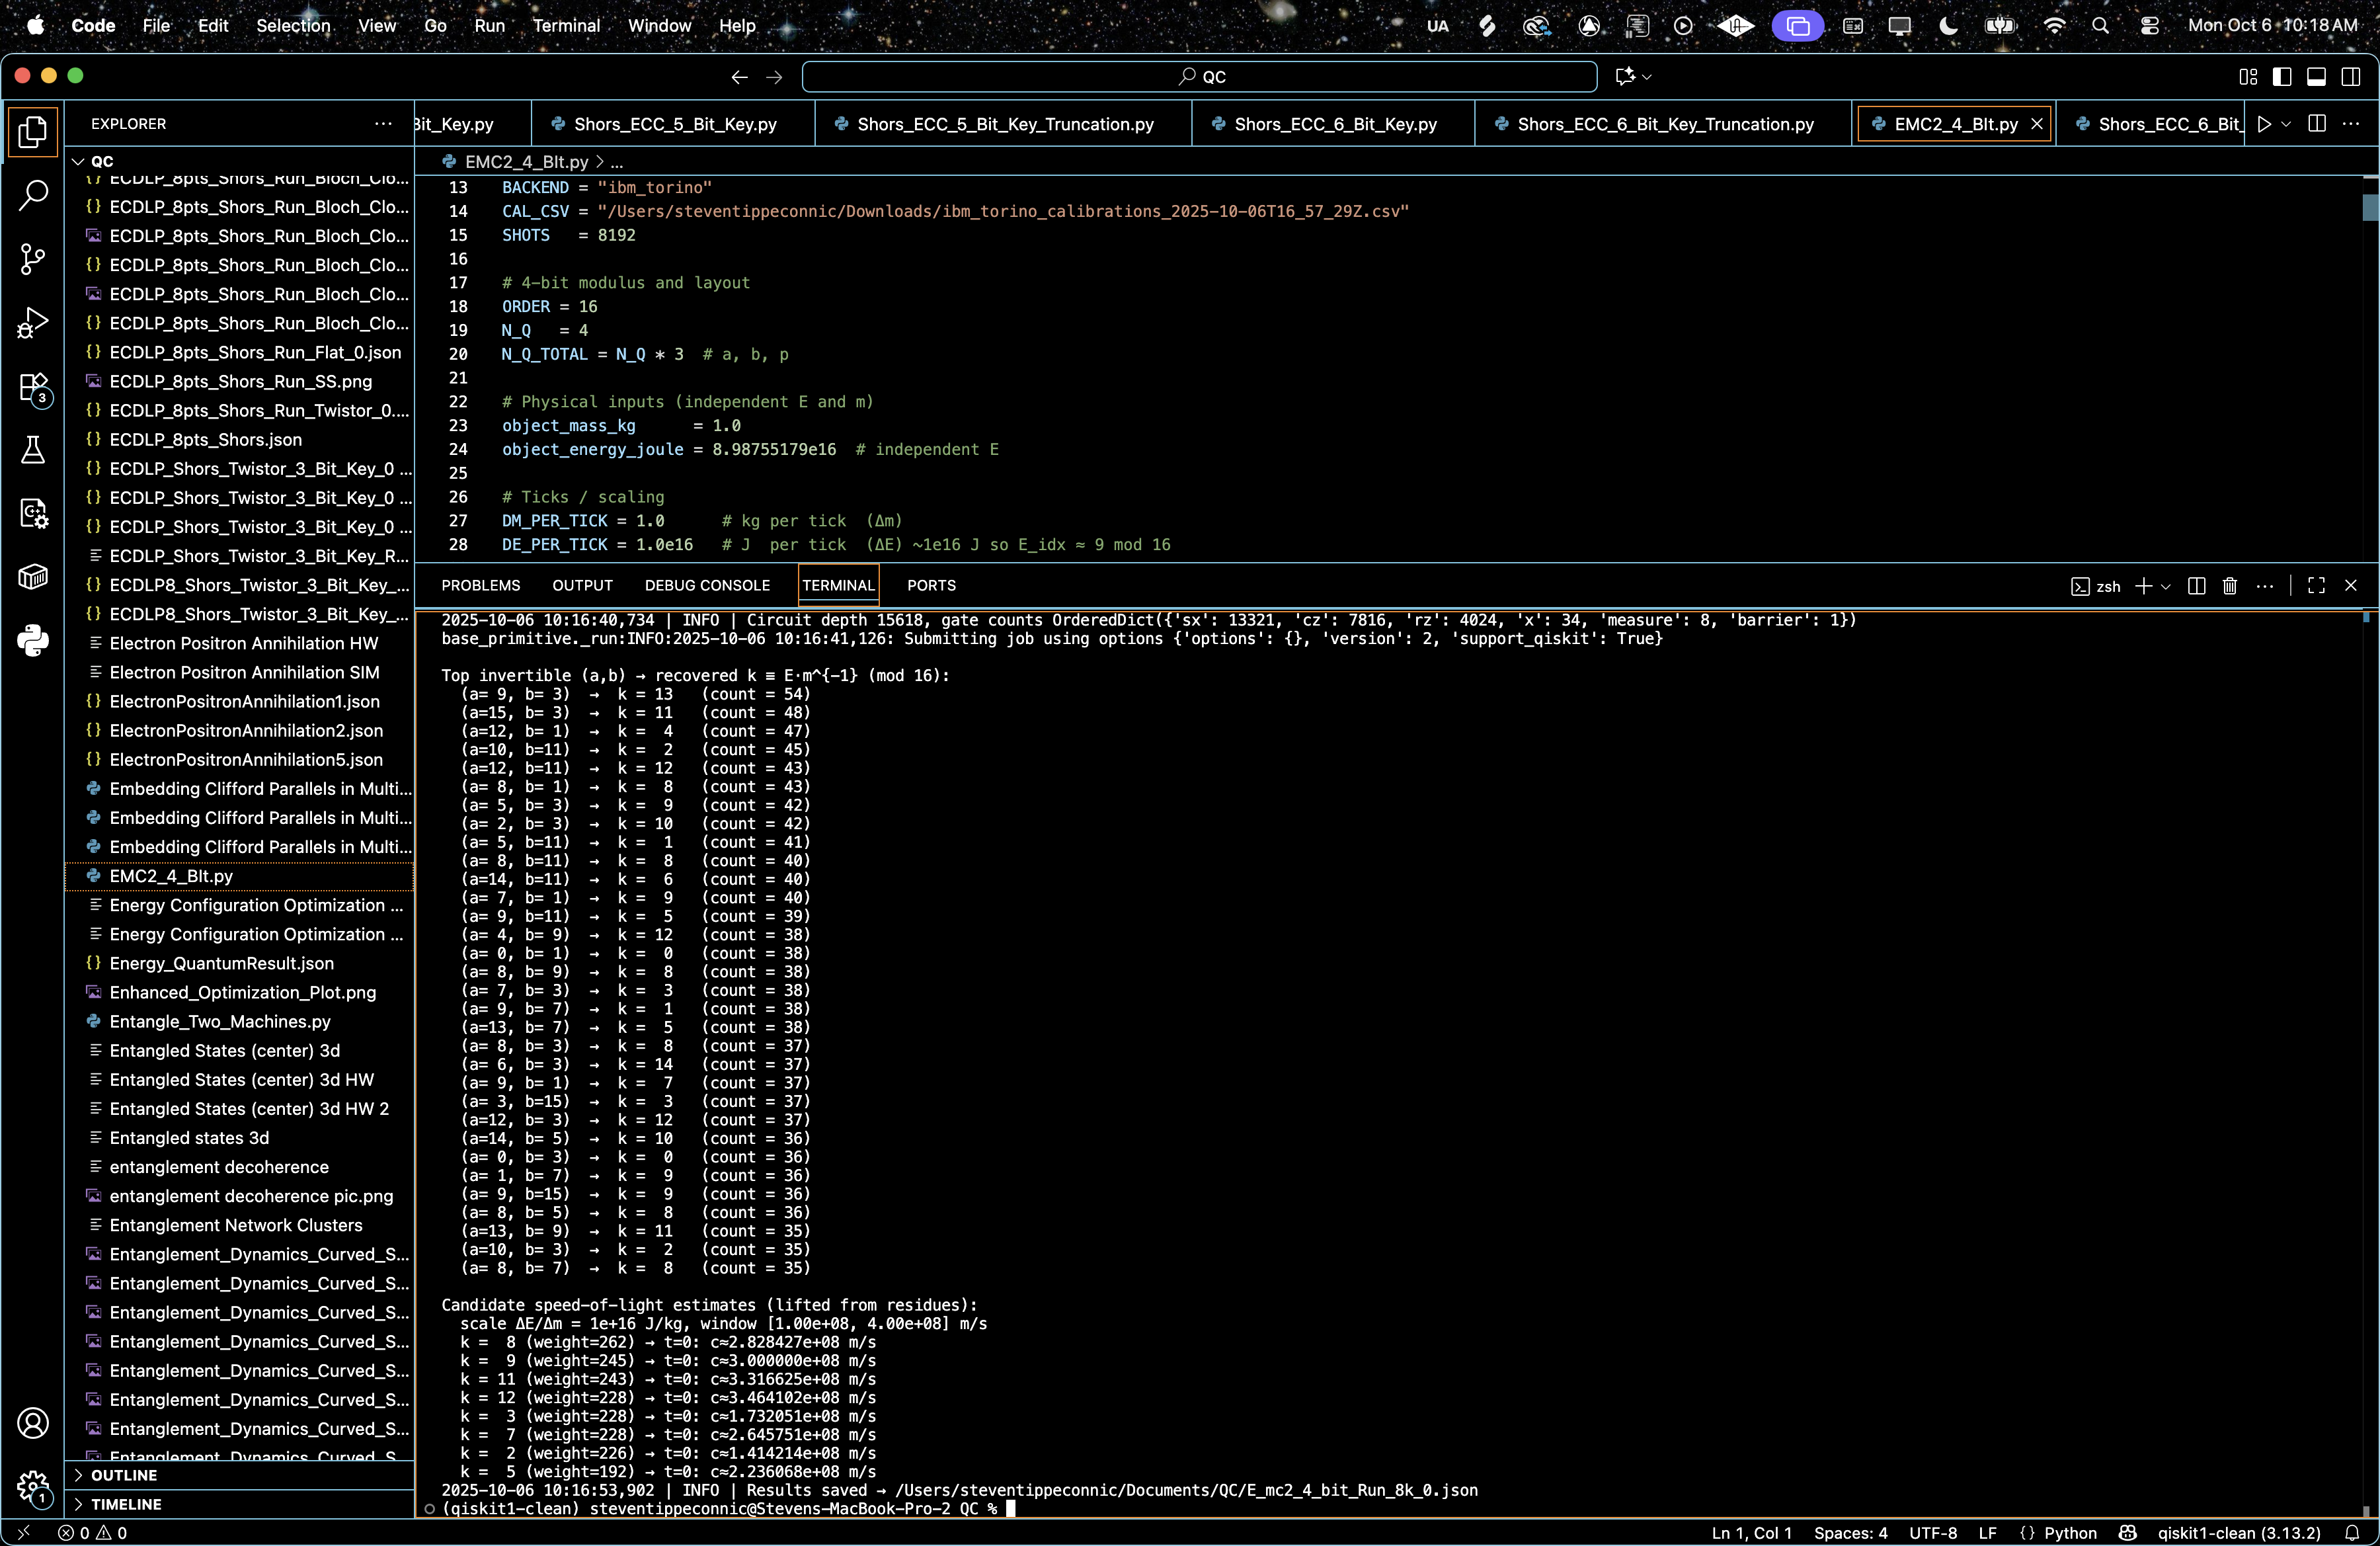 Code File Edit Selection View Go Run Terminal Window Help UA Mon Oct 6 10:18 AM
QC
EXPLORER
Bit_Key.py Shors_ECC_5_Bit_Key.py Shors_ECC_5_Bit_Key_Truncation.py Shors_ECC_6_Bit_Key.py Shors_ECC_6_Bit_Key_Truncation.py EMC2_4_BIt.py Shors_ECC_6_Bit_
QC
EMC2_4_BIt.py > ...
ECDLP_8pts_Shors_Run_Bloch_Clo...
ECDLP_8pts_Shors_Run_Bloch_Clo...
ECDLP_8pts_Shors_Run_Bloch_Clo...
ECDLP_8pts_Shors_Run_Bloch_Clo...
ECDLP_8pts_Shors_Run_Bloch_Clo...
ECDLP_8pts_Shors_Run_Bloch_Clo...
ECDLP_8pts_Shors_Run_Flat_0.json
ECDLP_8pts_Shors_Run_SS.png
ECDLP_8pts_Shors_Run_Twistor_0....
ECDLP_8pts_Shors.json
ECDLP_Shors_Twistor_3_Bit_Key_0 ...
ECDLP_Shors_Twistor_3_Bit_Key_0 ...
ECDLP_Shors_Twistor_3_Bit_Key_0 ...
ECDLP_Shors_Twistor_3_Bit_Key_R...
ECDLP8_Shors_Twistor_3_Bit_Key_...
ECDLP8_Shors_Twistor_3_Bit_Key_...
Electron Positron Annihilation HW
Electron Positron Annihilation SIM
ElectronPositronAnnihilation1.json
ElectronPositronAnnihilation2.json
ElectronPositronAnnihilation5.json
Embedding Clifford Parallels in Multi...
Embedding Clifford Parallels in Multi...
Embedding Clifford Parallels in Multi...
EMC2_4_BIt.py
Energy Configuration Optimization ...
Energy Configuration Optimization ...
Energy_QuantumResult.json
Enhanced_Optimization_Plot.png
Entangle_Two_Machines.py
Entangled States (center) 3d
Entangled States (center) 3d HW
Entangled States (center) 3d HW 2
Entangled states 3d
entanglement decoherence
entanglement decoherence pic.png
Entanglement Network Clusters
Entanglement_Dynamics_Curved_S...
Entanglement_Dynamics_Curved_S...
Entanglement_Dynamics_Curved_S...
Entanglement_Dynamics_Curved_S...
Entanglement_Dynamics_Curved_S...
Entanglement_Dynamics_Curved_S...
Entanglement_Dynamics_Curved_S...
Entanglement_Dynamics_Curved_S...
OUTLINE
TIMELINE
3
1
13 BACKEND = "ibm_torino"
14 CAL_CSV = "/Users/steventippeconnic/Downloads/ibm_torino_calibrations_2025-10-06T16_57_29Z.csv"
15 SHOTS = 8192
16
17 # 4-bit modulus and layout
18 ORDER = 16
19 N_Q = 4
20 N_Q_TOTAL = N_Q * 3 # a, b, p
21
22 # Physical inputs (independent E and m)
23 object_mass_kg = 1.0
24 object_energy_joule = 8.98755179e16 # independent E
25
26 # Ticks / scaling
27 DM_PER_TICK = 1.0 # kg per tick (Δm)
28 DE_PER_TICK = 1.0e16 # J per tick (ΔE) ~1e16 J so E_idx ≈ 9 mod 16
PROBLEMS OUTPUT DEBUG CONSOLE TERMINAL PORTS zsh
2025-10-06 10:16:40,734 | INFO | Circuit depth 15618, gate counts OrderedDict({'sx': 13321, 'cz': 7816, 'rz': 4024, 'x': 34, 'measure': 8, 'barrier': 1})
base_primitive._run:INFO:2025-10-06 10:16:41,126: Submitting job using options {'options': {}, 'version': 2, 'support_qiskit': True}
Top invertible (a,b) → recovered k ≡ E·m^{-1} (mod 16):
(a= 9, b= 3) → k = 13 (count = 54)
(a=15, b= 3) → k = 11 (count = 48)
(a=12, b= 1) → k = 4 (count = 47)
(a=10, b=11) → k = 2 (count = 45)
(a=12, b=11) → k = 12 (count = 43)
(a= 8, b= 1) → k = 8 (count = 43)
(a= 5, b= 3) → k = 9 (count = 42)
(a= 2, b= 3) → k = 10 (count = 42)
(a= 5, b=11) → k = 1 (count = 41)
(a= 8, b=11) → k = 8 (count = 40)
(a=14, b=11) → k = 6 (count = 40)
(a= 7, b= 1) → k = 9 (count = 40)
(a= 9, b=11) → k = 5 (count = 39)
(a= 4, b= 9) → k = 12 (count = 38)
(a= 0, b= 1) → k = 0 (count = 38)
(a= 8, b= 9) → k = 8 (count = 38)
(a= 7, b= 3) → k = 3 (count = 38)
(a= 9, b= 7) → k = 1 (count = 38)
(a=13, b= 7) → k = 5 (count = 38)
(a= 8, b= 3) → k = 8 (count = 37)
(a= 6, b= 3) → k = 14 (count = 37)
(a= 9, b= 1) → k = 7 (count = 37)
(a= 3, b=15) → k = 3 (count = 37)
(a=12, b= 3) → k = 12 (count = 37)
(a=14, b= 5) → k = 10 (count = 36)
(a= 0, b= 3) → k = 0 (count = 36)
(a= 1, b= 7) → k = 9 (count = 36)
(a= 9, b=15) → k = 9 (count = 36)
(a= 8, b= 5) → k = 8 (count = 36)
(a=13, b= 9) → k = 11 (count = 35)
(a=10, b= 3) → k = 2 (count = 35)
(a= 8, b= 7) → k = 8 (count = 35)
Candidate speed-of-light estimates (lifted from residues):
scale ΔE/Δm = 1e+16 J/kg, window [1.00e+08, 4.00e+08] m/s
k = 8 (weight=262) → t=0: c≈2.828427e+08 m/s
k = 9 (weight=245) → t=0: c≈3.000000e+08 m/s
k = 11 (weight=243) → t=0: c≈3.316625e+08 m/s
k = 12 (weight=228) → t=0: c≈3.464102e+08 m/s
k = 3 (weight=228) → t=0: c≈1.732051e+08 m/s
k = 7 (weight=228) → t=0: c≈2.645751e+08 m/s
k = 2 (weight=226) → t=0: c≈1.414214e+08 m/s
k = 5 (weight=192) → t=0: c≈2.236068e+08 m/s
2025-10-06 10:16:53,902 | INFO | Results saved → /Users/steventippeconnic/Documents/QC/E_mc2_4_bit_Run_8k_0.json
(qiskit1-clean) steventippeconnic@Stevens-MacBook-Pro-2 QC %
0 0 Ln 1, Col 1 Spaces: 4 UTF-8 LF {} Python qiskit1-clean (3.13.2)